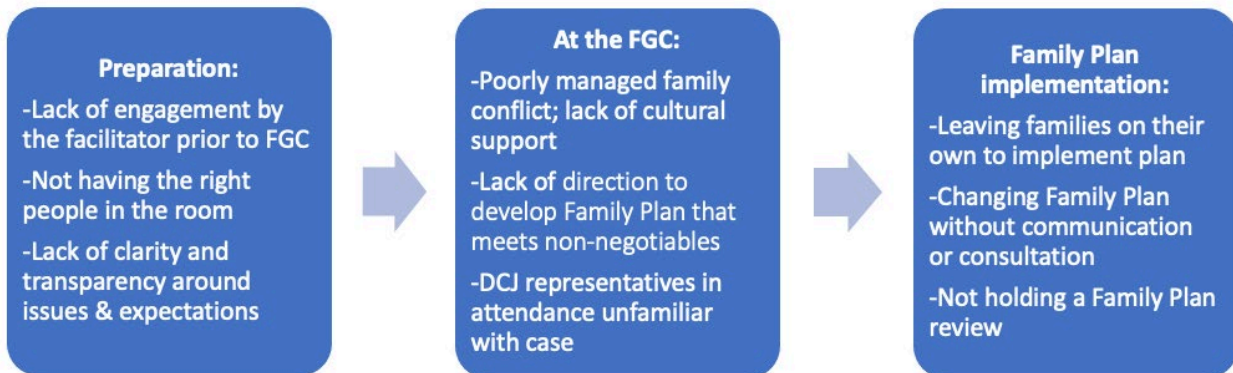 Preparation:
-Lack of engagement by
the facilitator prior to FGC
-Not having the right
people in the room
-Lack of clarity and
transparency around
issues & expectations
At the FGC:
-Poorly managed family
conflict; lack of cultural
support
-Lack of direction to
develop Family Plan that
meets non-negotiables
-DCJ representatives in
attendance unfamiliar
with case
Family Plan
implementation:
-Leaving families on their
own to implement plan
-Changing Family Plan
without communication
or consultation
-Not holding a Family Plan
review